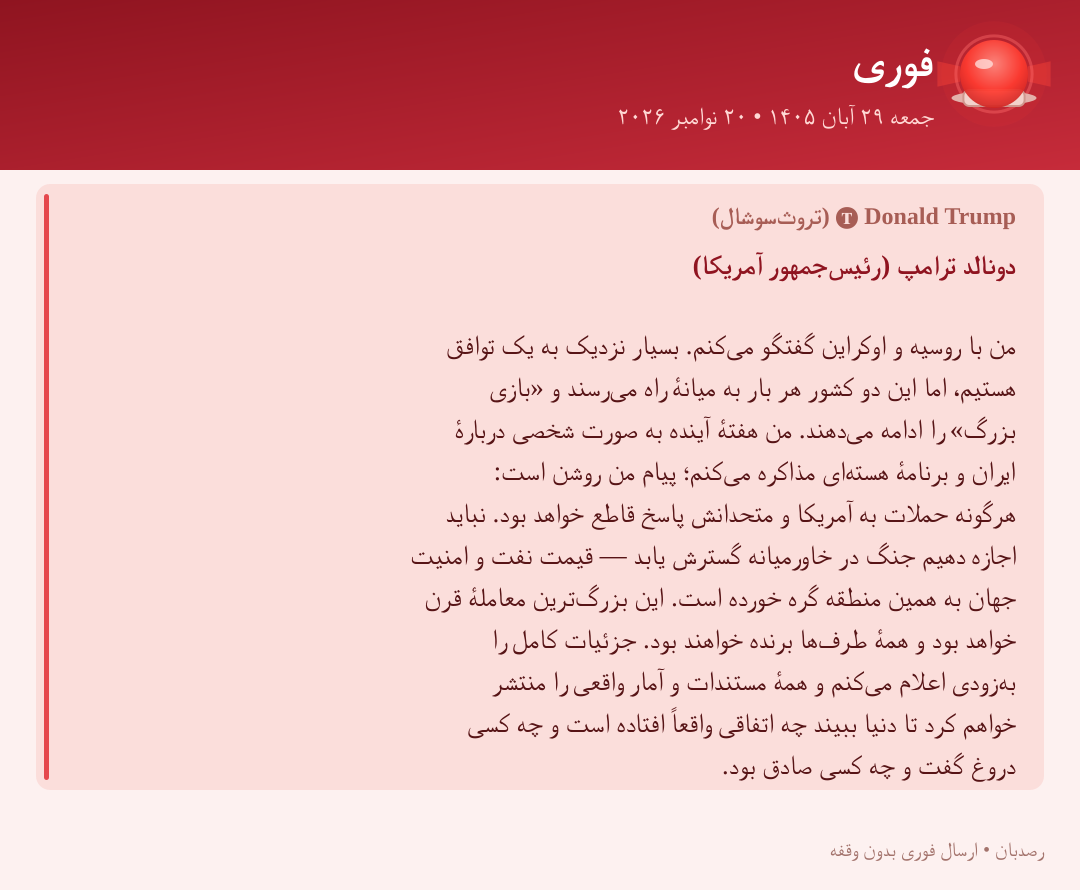 فوری
جمعه ۲۹ آبان ۱۴۰۵ • ۲۰ نوامبر ۲۰۲۶
Donald Trump T (تروث‌سوشال)
دونالد ترامپ (رئیس‌جمهور آمریکا)
من با روسیه و اوکراین گفتگو می‌کنم. بسیار نزدیک به یک توافق
هستیم، اما این دو کشور هر بار به میانهٔ راه می‌رسند و «بازی
بزرگ» را ادامه می‌دهند. من هفتهٔ آینده به صورت شخصی دربارهٔ
ایران و برنامهٔ هسته‌ای مذاکره می‌کنم؛ پیام من روشن است:
هرگونه حملات به آمریکا و متحدانش پاسخ قاطع خواهد بود. نباید
اجازه دهیم جنگ در خاورمیانه گسترش یابد — قیمت نفت و امنیت
جهان به همین منطقه گره خورده است. این بزرگ‌ترین معاملهٔ قرن
خواهد بود و همهٔ طرف‌ها برنده خواهند بود. جزئیات کامل را
به‌زودی اعلام می‌کنم و همهٔ مستندات و آمار واقعی را منتشر
خواهم کرد تا دنیا ببیند چه اتفاقی واقعاً افتاده است و چه کسی
دروغ گفت و چه کسی صادق بود.
رصدبان • ارسال فوری بدون وقفه